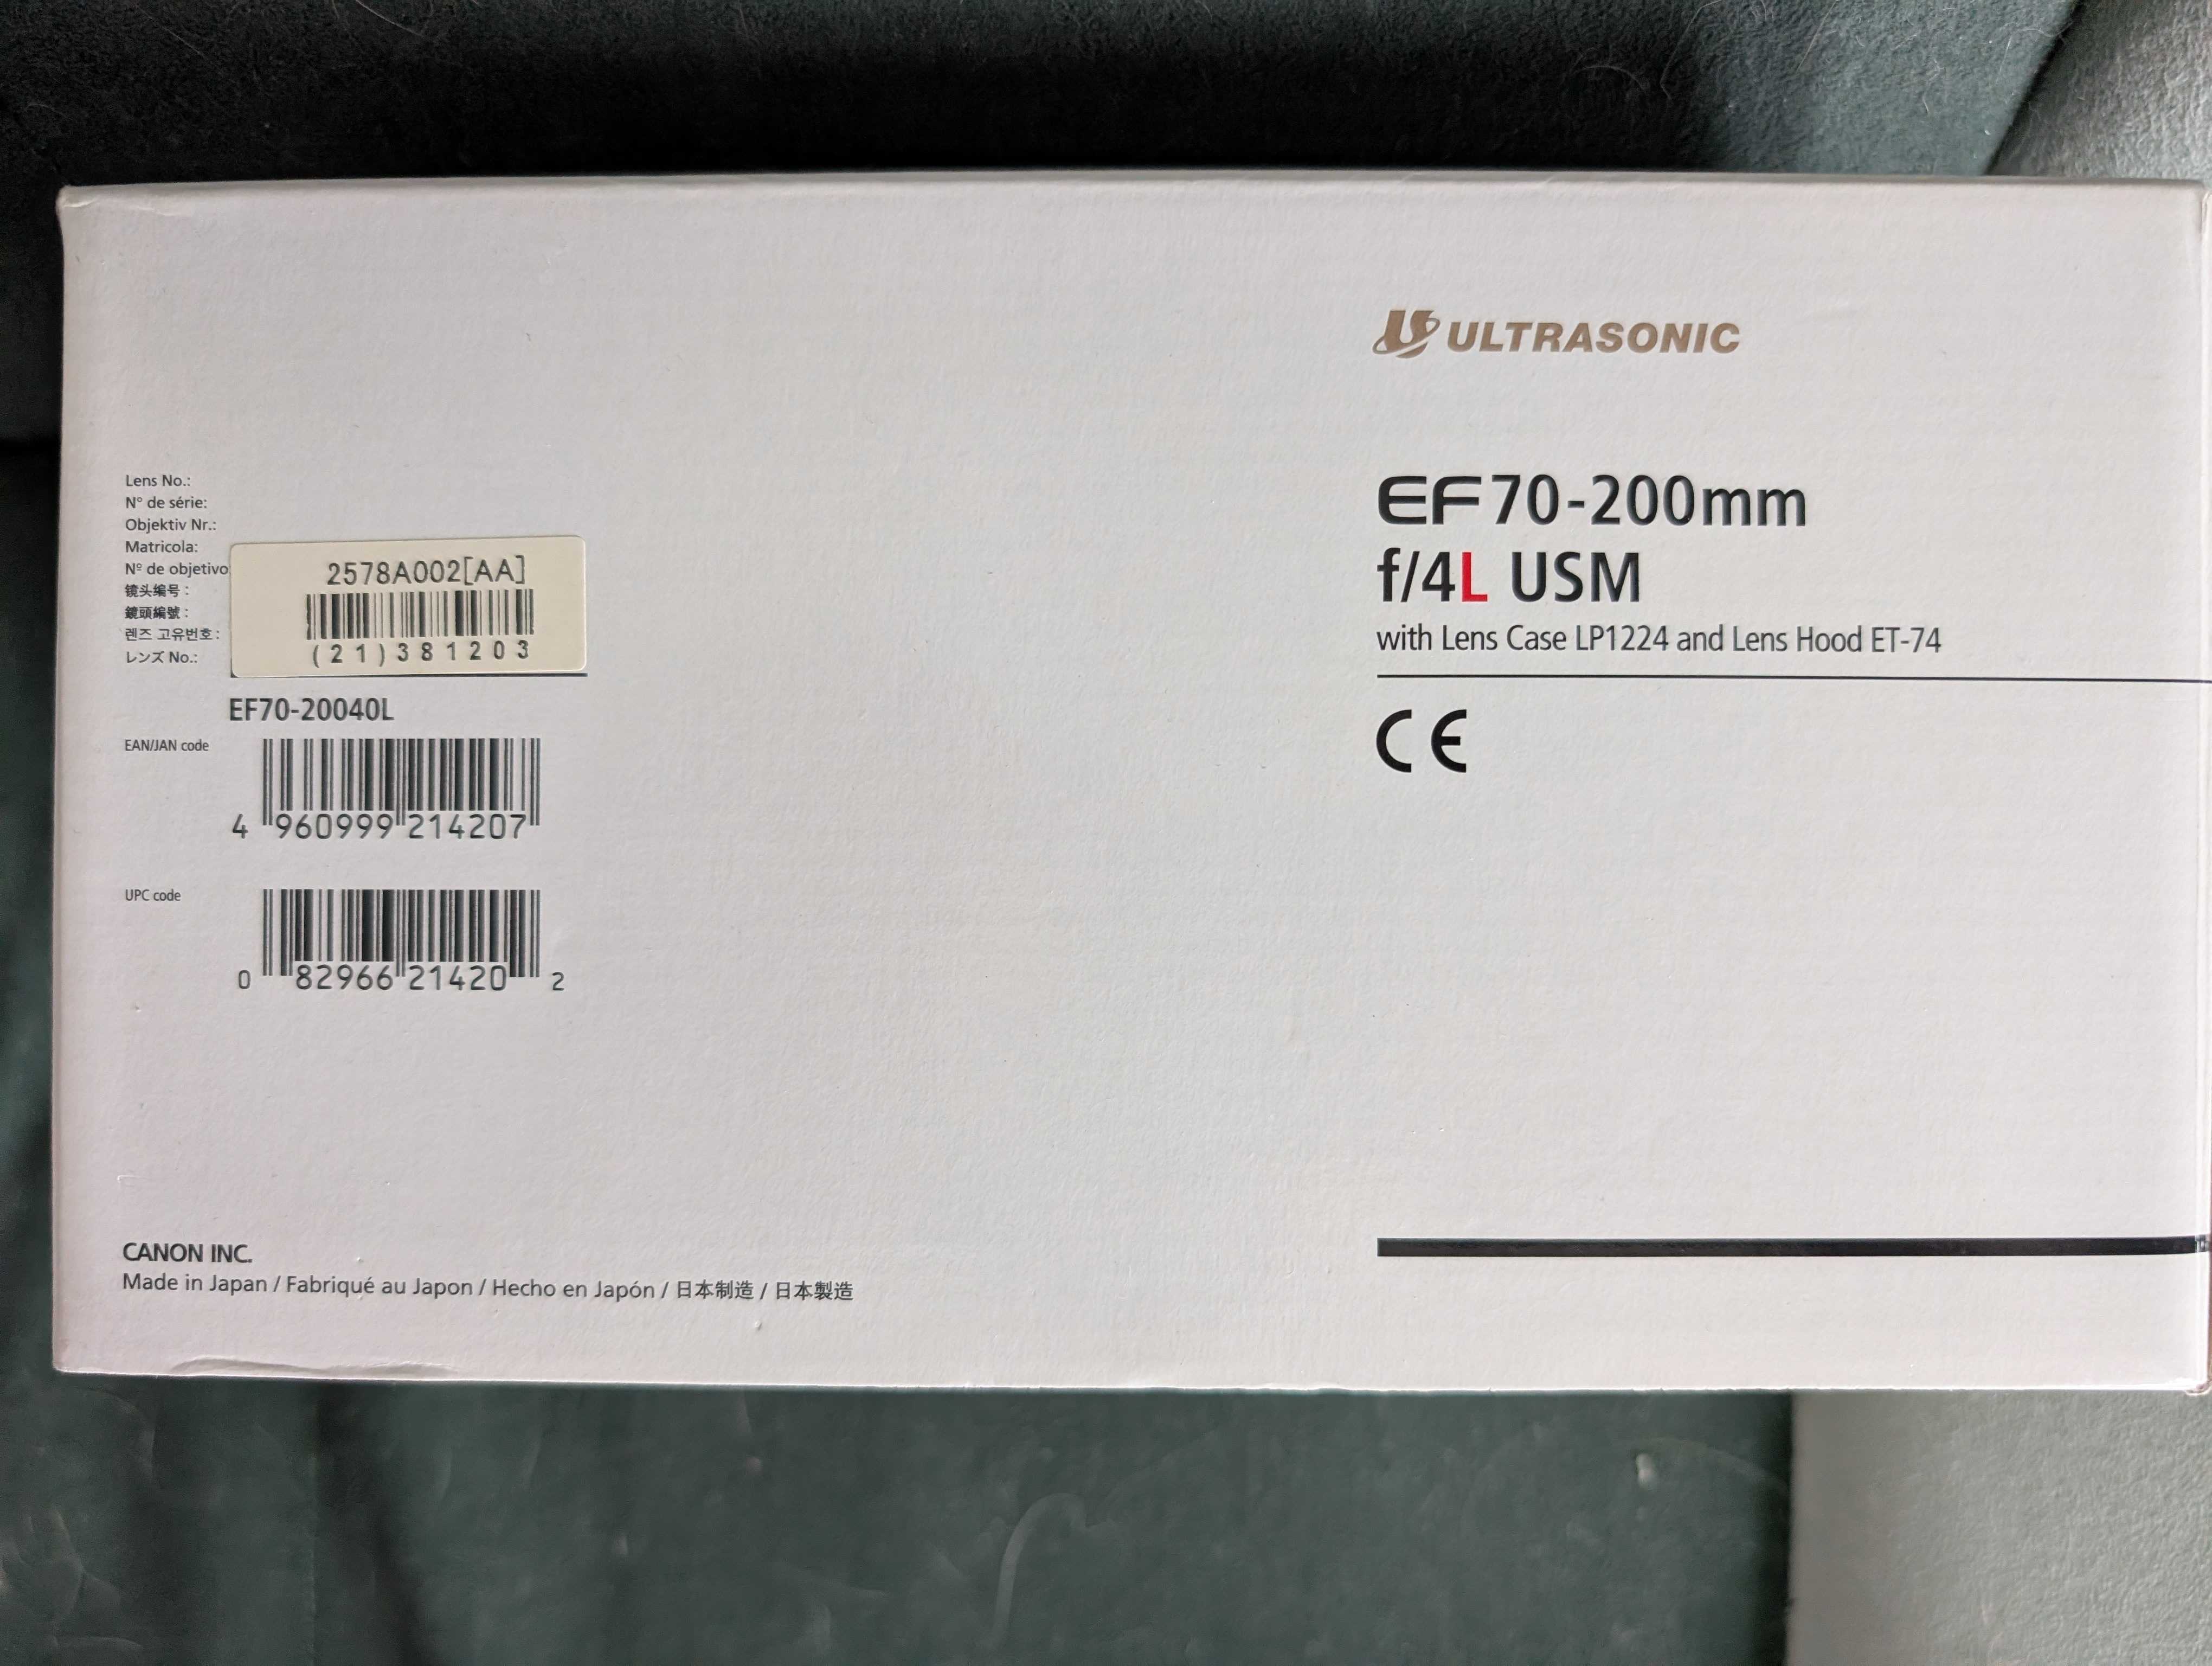 Lens No.:
N° de série:
Objektiv Nr.:
Matricola:
Nº de objetivo
镜头编号：
鏡頭編號：
렌즈 고유번호:
レンズ No.:
2578A002[AA]
(21)381203
EF70-20040L
EAN/JAN code
4 960999 214207
UPC code
0 82966 21420 2
CANON INC.
Made in Japan / Fabriqué au Japon / Hecho en Japón / 日本制造 / 日本製造
ULTRASONIC
EF70-200mm
f/4L USM
with Lens Case LP1224 and Lens Hood ET-74
CE